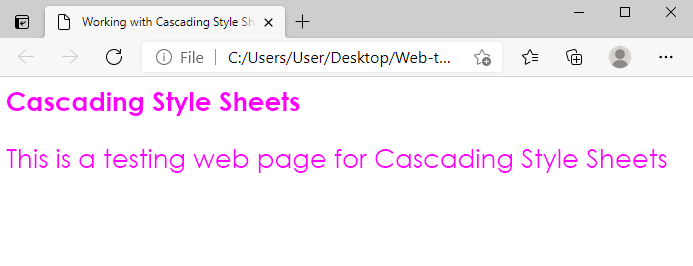 Working with Cascading Style Sh
File
C:/Users/User/Desktop/Web-t...
Cascading Style Sheets
This is a testing web page for Cascading Style Sheets